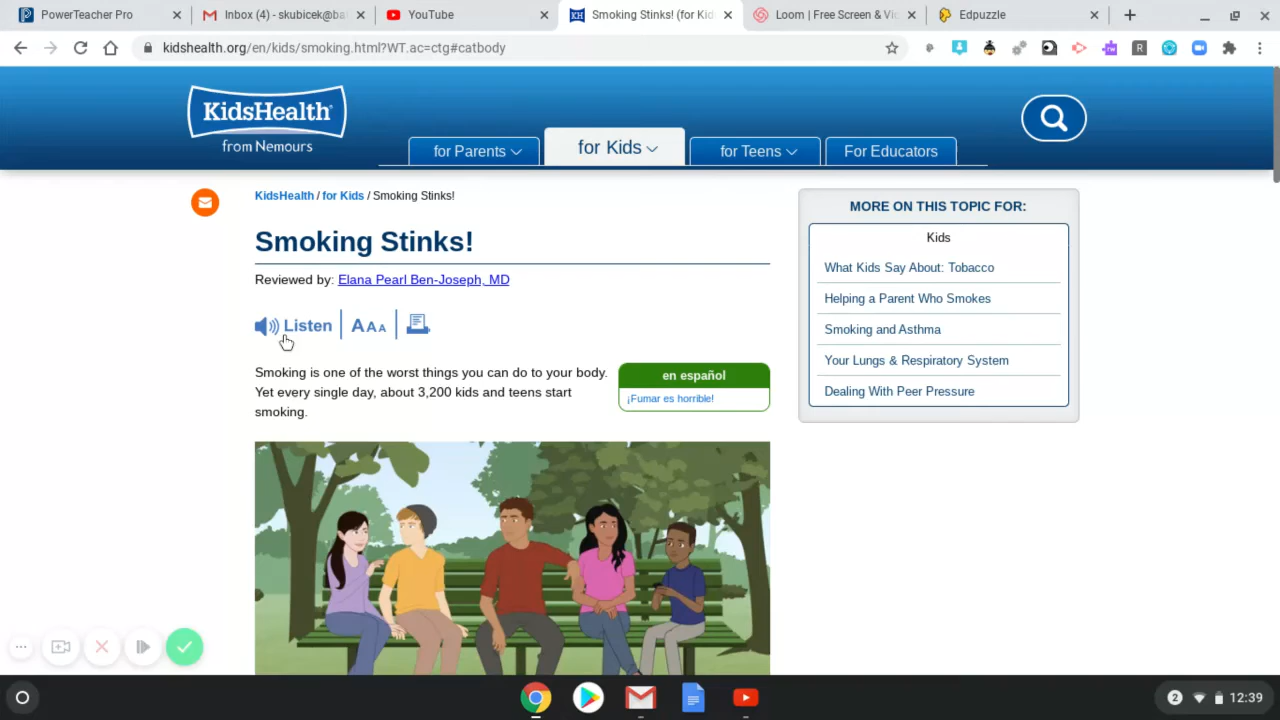 PowerTeacher Pro
Inbox (4) - skubicek@ba
YouTube
Smoking Stinks! (for Kid
Loom | Free Screen & Vi
Edpuzzle
kidshealth.org/en/kids/smoking.html?WT.ac=ctg#catbody
KidsHealth
from Nemours
for Parents
for Kids
for Teens
For Educators
KidsHealth / for Kids / Smoking Stinks!
Smoking Stinks!
Reviewed by: Elana Pearl Ben-Joseph, MD
Listen
AAA
Smoking is one of the worst things you can do to your body.
Yet every single day, about 3,200 kids and teens start
smoking.
en español
¡Fumar es horrible!
MORE ON THIS TOPIC FOR:
Kids
What Kids Say About: Tobacco
Helping a Parent Who Smokes
Smoking and Asthma
Your Lungs & Respiratory System
Dealing With Peer Pressure
2
12:39